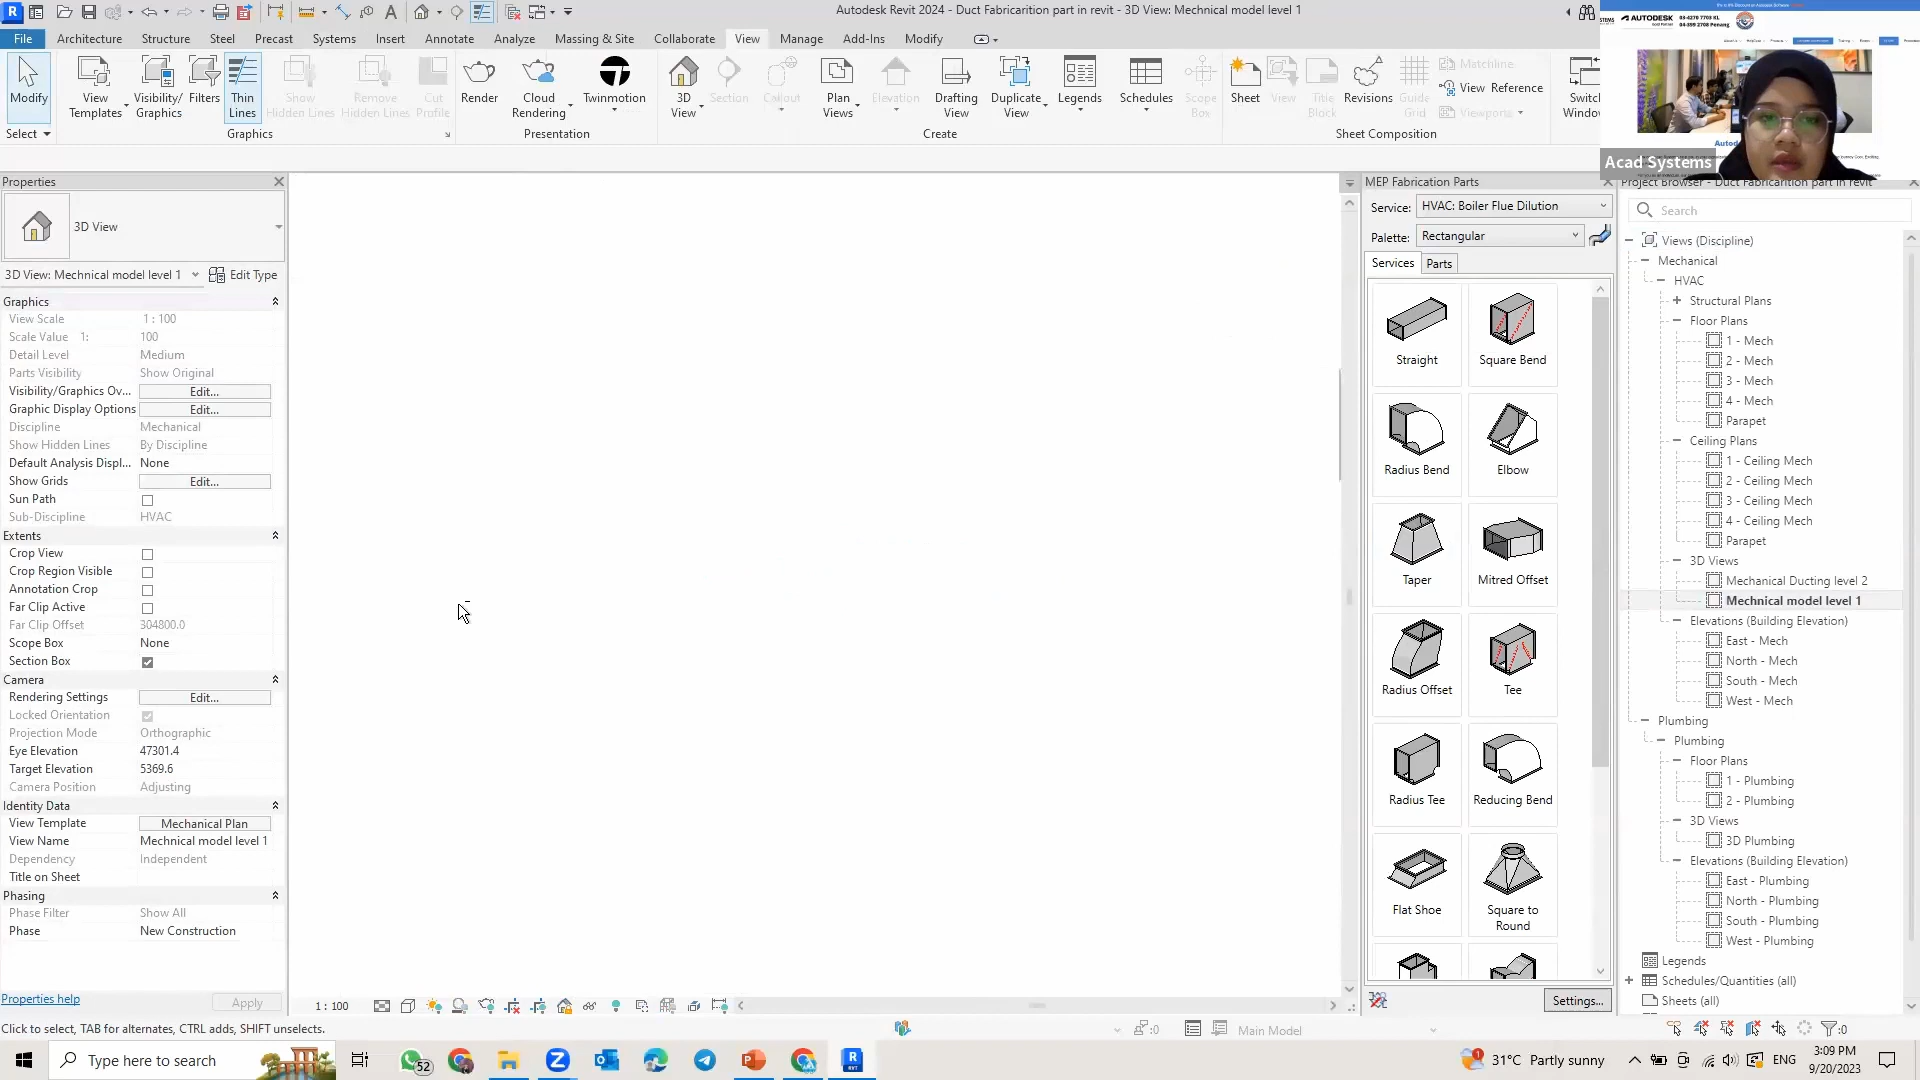 Autodesk Revit 2024 - Duct Fabricarition part in revit - 3D View: Mechnical model level 1
File Architecture Structure Steel Precast Systems Insert Annotate Analyze Massing & Site Collaborate View Manage Add-Ins Modify
Modify
View Templates
Visibility/ Graphics
Filters
Thin Lines
Show Hidden Lines
Remove Hidden Lines
Cut Profile
Render
Cloud Rendering
Twinmotion
3D View
Section
Callout
Plan Views
Elevation
Drafting View
Duplicate View
Legends
Schedules
Scope Box
Sheet
View
Title Block
Revisions
Guide Grid
Matchline
View Reference
Viewports
Switch Window
Select
Graphics
Presentation
Create
Sheet Composition
AUTODESK
03-4270 7703 KL
04-399 2708 Penang
Acad Systems
Properties
3D View
3D View: Mechnical model level 1
Edit Type
Graphics
View Scale 1 : 100
Scale Value 1: 100
Detail Level Medium
Parts Visibility Show Original
Visibility/Graphics Ov... Edit...
Graphic Display Options Edit...
Discipline Mechanical
Show Hidden Lines By Discipline
Default Analysis Displ... None
Show Grids Edit...
Sun Path
Sub-Discipline HVAC
Extents
Crop View
Crop Region Visible
Annotation Crop
Far Clip Active
Far Clip Offset 304800.0
Scope Box None
Section Box
Camera
Rendering Settings Edit...
Locked Orientation
Projection Mode Orthographic
Eye Elevation 47301.4
Target Elevation 5369.6
Camera Position Adjusting
Identity Data
View Template Mechanical Plan
View Name Mechnical model level 1
Dependency Independent
Title on Sheet
Phasing
Phase Filter Show All
Phase New Construction
Properties help
Apply
1 : 100
MEP Fabrication Parts
Service: HVAC: Boiler Flue Dilution
Palette: Rectangular
Services Parts
Straight
Square Bend
Radius Bend
Elbow
Taper
Mitred Offset
Radius Offset
Tee
Radius Tee
Reducing Bend
Flat Shoe
Square to Round
Settings...
Project Browser - Duct Fabricarition part in revit
Search
Views (Discipline)
Mechanical
HVAC
Structural Plans
Floor Plans
1 - Mech
2 - Mech
3 - Mech
4 - Mech
Parapet
Ceiling Plans
1 - Ceiling Mech
2 - Ceiling Mech
3 - Ceiling Mech
4 - Ceiling Mech
Parapet
3D Views
Mechanical Ducting level 2
Mechnical model level 1
Elevations (Building Elevation)
East - Mech
North - Mech
South - Mech
West - Mech
Plumbing
Plumbing
Floor Plans
1 - Plumbing
2 - Plumbing
3D Views
3D Plumbing
Elevations (Building Elevation)
East - Plumbing
North - Plumbing
South - Plumbing
West - Plumbing
Legends
Schedules/Quantities (all)
Sheets (all)
Click to select, TAB for alternates, CTRL adds, SHIFT unselects.
:0
Main Model
:0
Type here to search
52
31°C Partly sunny
ENG
3:09 PM
9/20/2023